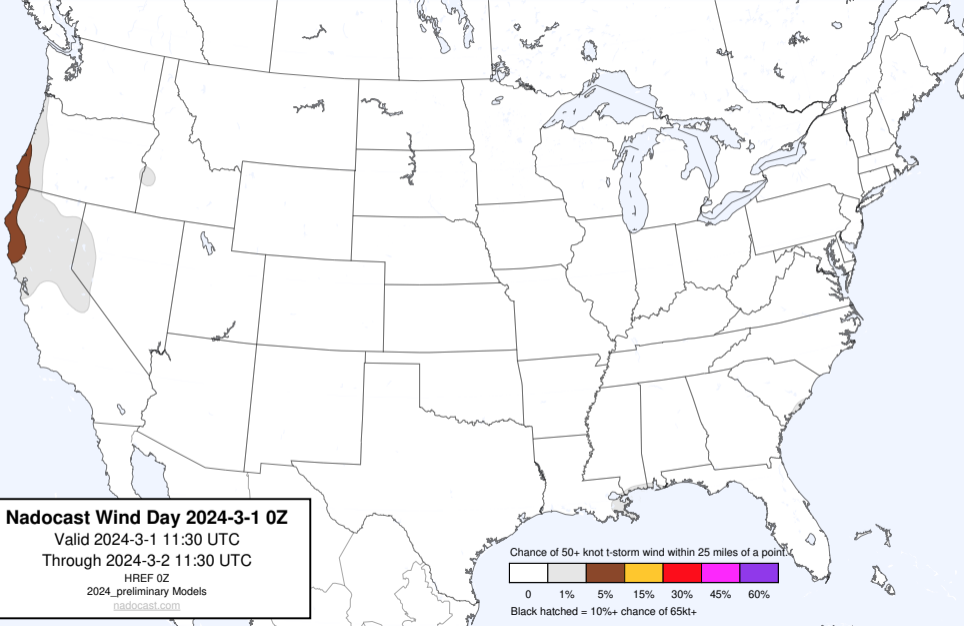 Nadocast Wind Day 2024-3-1 0Z
Valid 2024-3-1 11:30 UTC
Through 2024-3-2 11:30 UTC
HREF 0Z
2024_preliminary Models
nadocast.com
Chance of 50+ knot t-storm wind within 25 miles of a point.
0 1% 5% 15% 30% 45% 60%
Black hatched = 10%+ chance of 65kt+